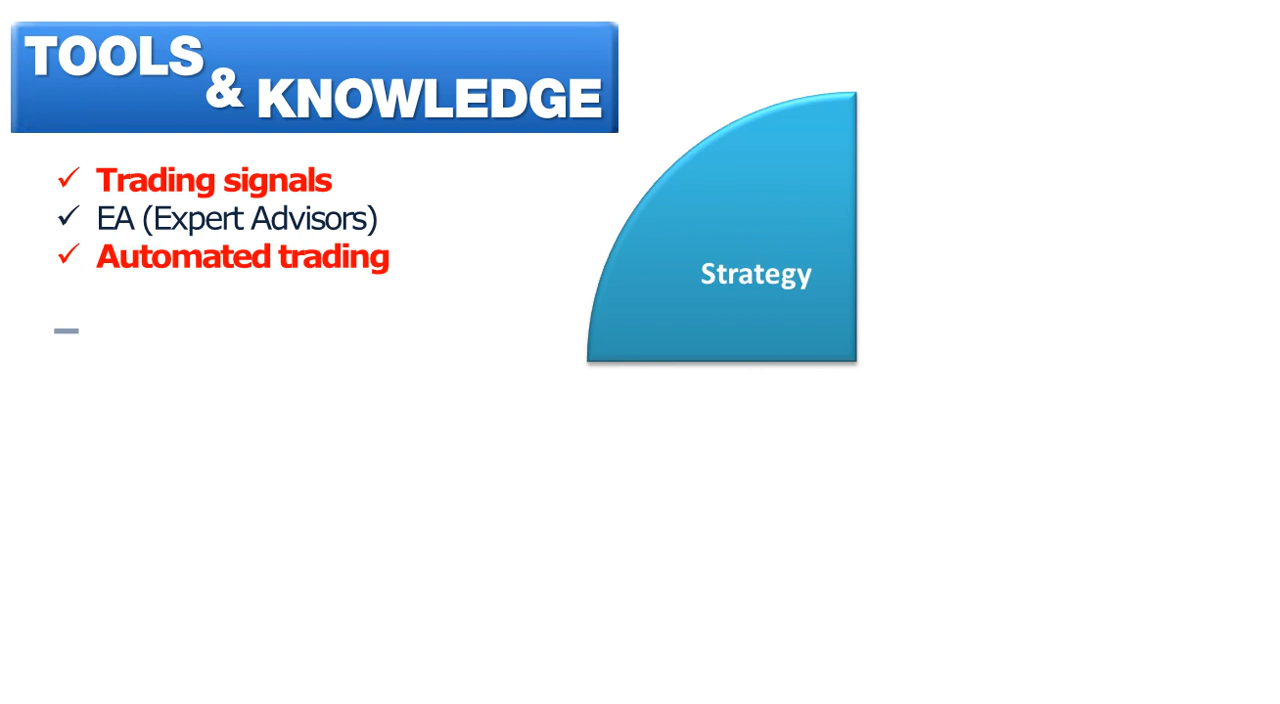 TOOLS
& KNOWLEDGE
✓ Trading signals
✓ EA (Expert Advisors)
✓ Automated trading
–
Strategy